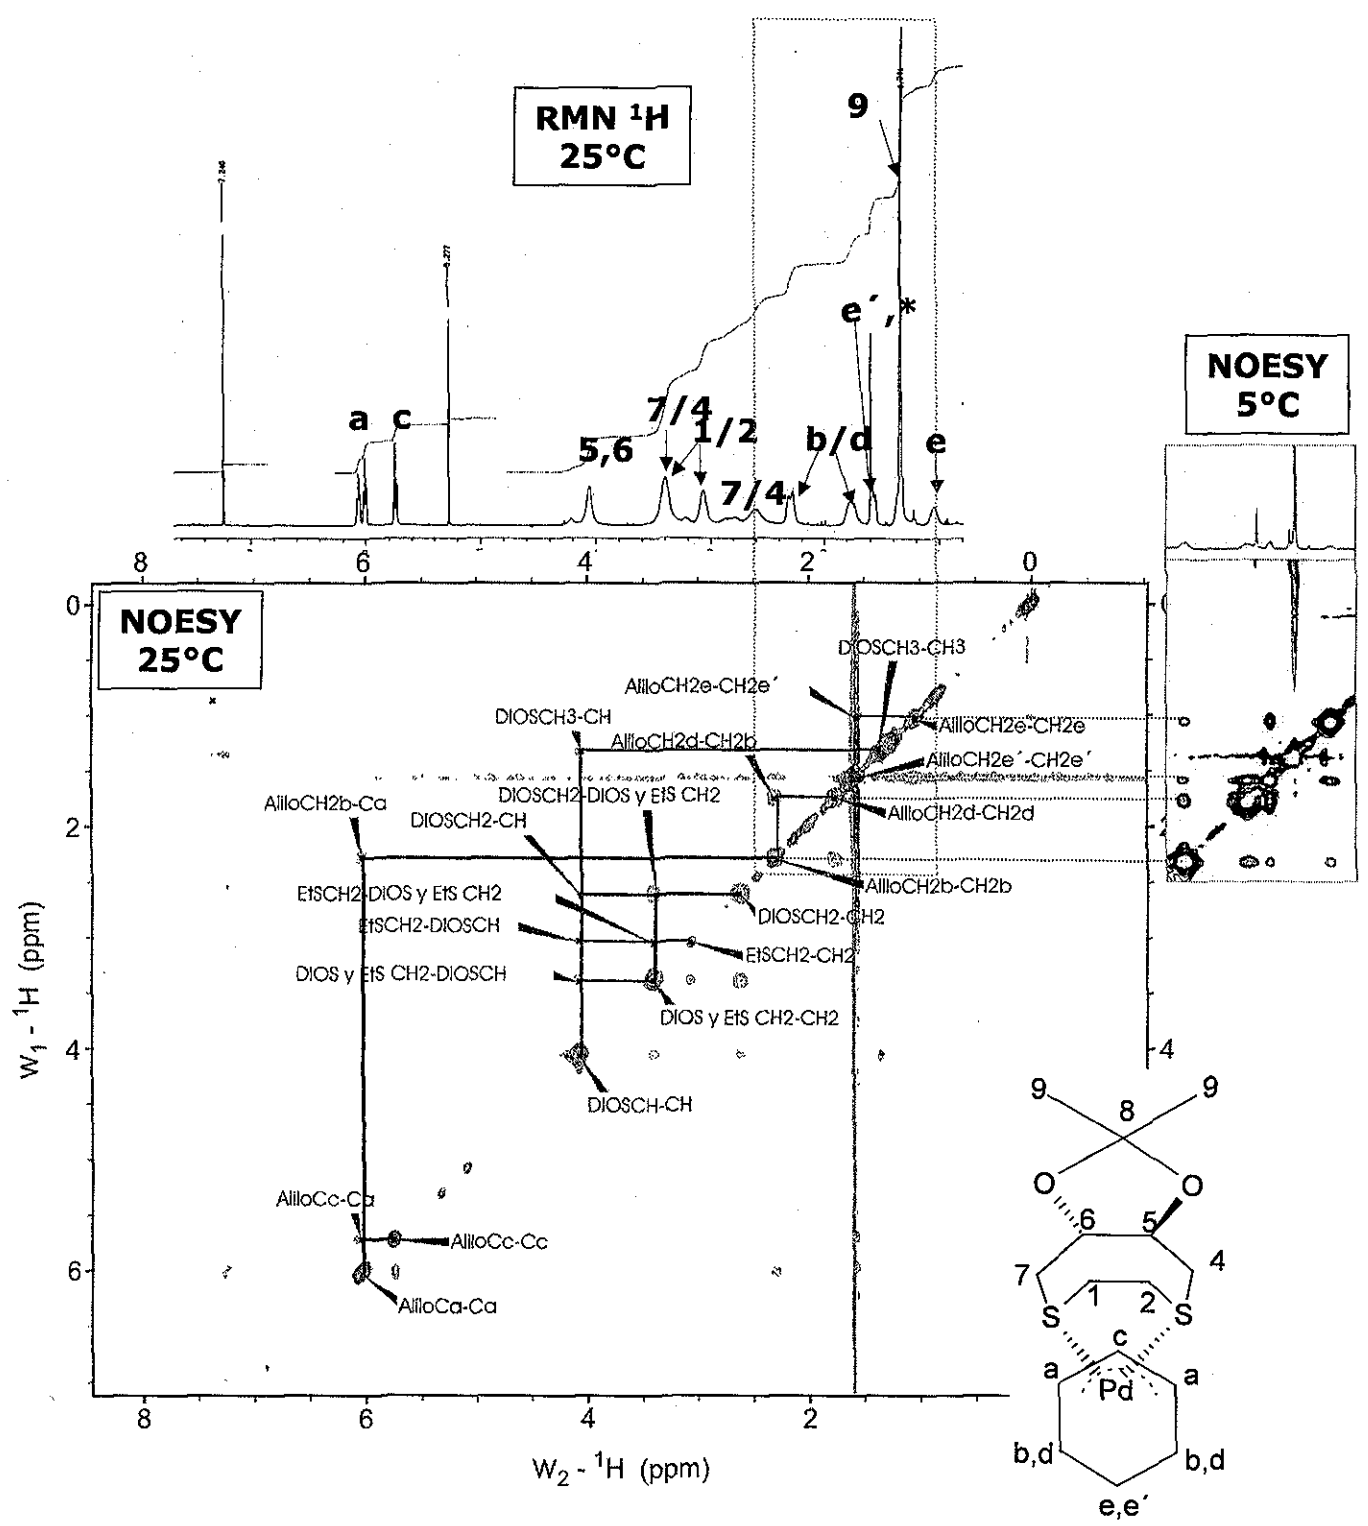 RMN ¹H
25°C
9
7.260
e´,*
NOESY
5°C
a
c
7/4
1/2
5,6
b/d
e
7/4
8
6
4
2
0
NOESY
25°C
0
DIOSCH3-CH3
AliloCH2e-CH2e´
DIOSCH3-CH
AliloCH2e-CH2e
AliloCH2d-CH2b
AliloCH2e´-CH2e´
DIOSCH2-DIOS y EtS CH2
AliloCH2b-Ca
DIOSCH2-CH
AliloCH2d-CH2d
2
EtSCH2-DIOS y EtS CH2
AliloCH2b-CH2b
EtSCH2-DIOSCH
DIOSCH2-CH2
EtSCH2-CH2
DIOS y EtS CH2-DIOSCH
DIOS y EtS CH2-CH2
4
4
DIOSCH-CH
AliloCc-Ca
AliloCc-Cc
6
AliloCa-Ca
W₁ - ¹H (ppm)
8
6
4
2
W₂ - ¹H (ppm)
9
8
9
O
O
6
5
7
4
1
2
S
S
c
a
Pd
a
b,d
b,d
e,e´